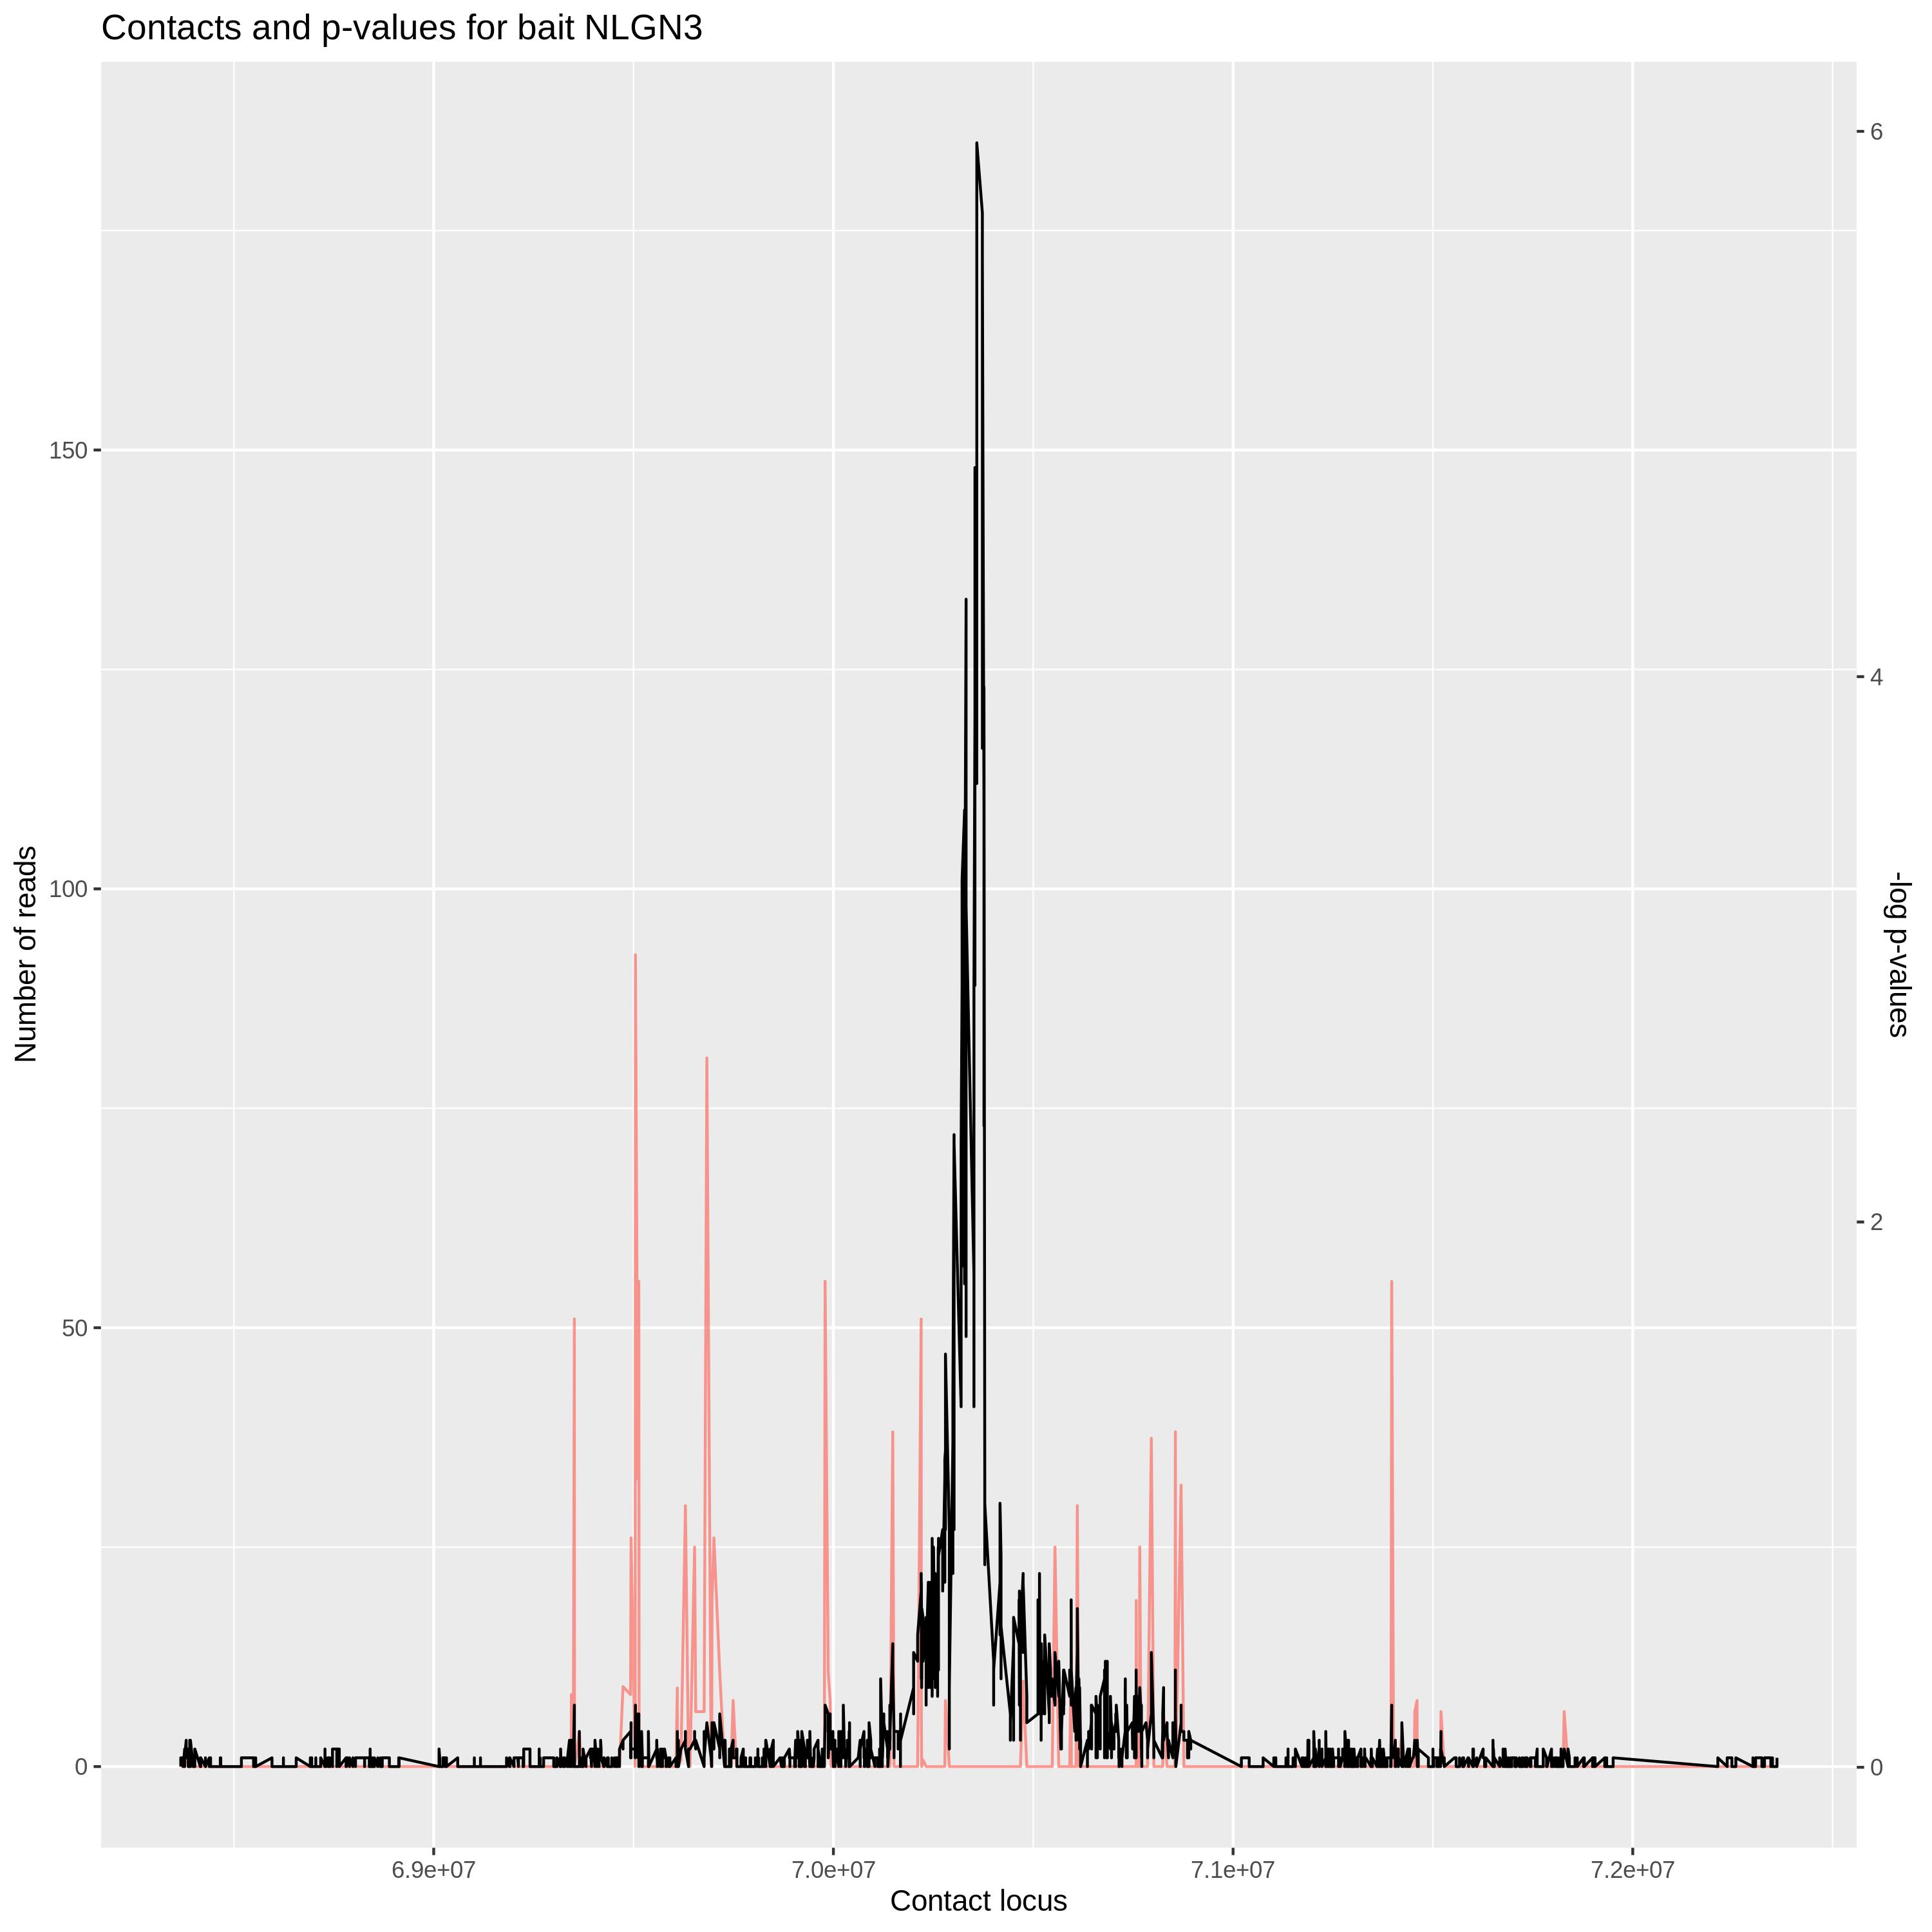 Contacts and p-values for bait NLGN3
6
150
4
100
Number of reads
-log p-values
2
50
0
0
6.9e+07
7.0e+07
7.1e+07
7.2e+07
Contact locus